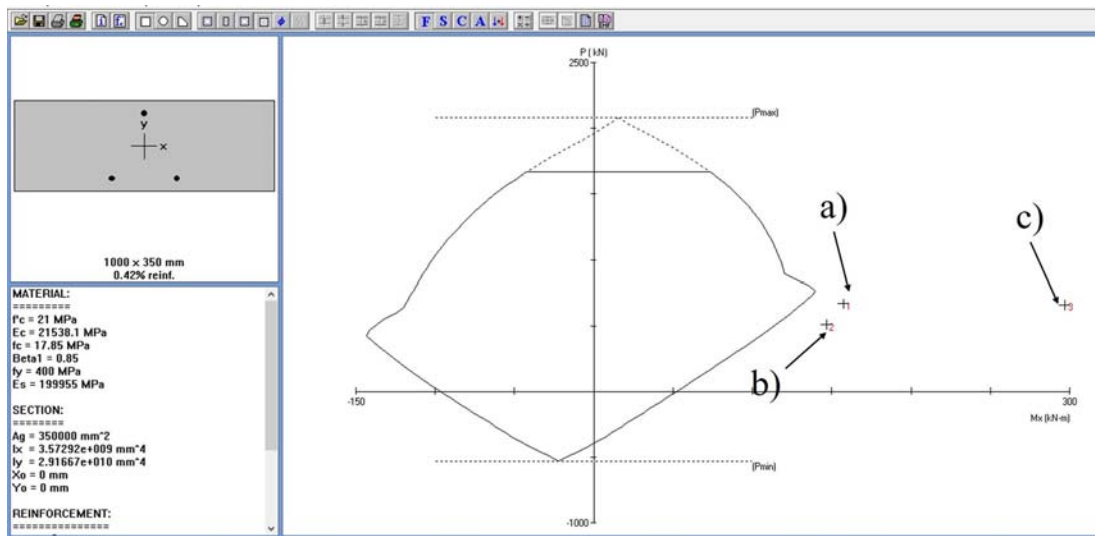 F S C A
y
x
1000 x 350 mm
0.42% reinf.
MATERIAL:
=========
f'c = 21 MPa
Ec = 21538.1 MPa
fc = 17.85 MPa
Beta1 = 0.85
fy = 400 MPa
Es = 199955 MPa
SECTION:
========
Ag = 350000 mm^2
Ix = 3.57292e+009 mm^4
Iy = 2.91667e+010 mm^4
Xo = 0 mm
Yo = 0 mm
REINFORCEMENT:
==============
P (kN)
2500
(Pmax)
a)
c)
1
3
2
b)
-150
300
Mx (kN-m)
(Pmin)
-1000